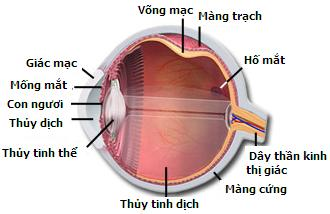 Võng mạc
Màng trạch
Giác mạc
Hố mắt
Mống mắt
Con ngươi
Thủy dịch
Thủy tinh thể
Dây thần kinh
thị giác
Thủy tinh dịch
Màng cứng